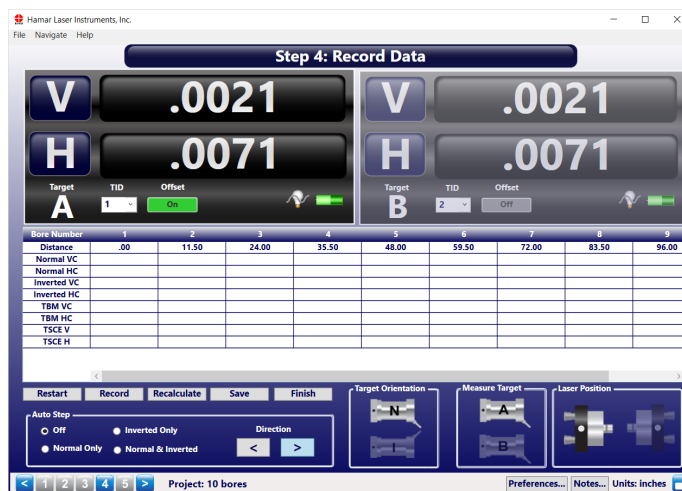 Hamar Laser Instruments, Inc.
File Navigate Help
Step 4: Record Data
V .0021 V .0021
H .0071 H .0071
Target TID Offset Target TID Offset
A 1 On B 2 Off
Bore Number 1 2 3 4 5 6 7 8 9
Distance .00 11.50 24.00 35.50 48.00 59.50 72.00 83.50 96.00
Normal VC
Normal HC
Inverted VC
Inverted HC
TBM VC
TBM HC
TSCE V
TSCE H
Restart Record Recalculate Save Finish
Target Orientation Measure Target Laser Position
Auto Step
Off Inverted Only Direction
Normal Only Normal & Inverted < >
N A
I B
< 1 2 3 4 5 > Project: 10 bores Preferences... Notes... Units: inches